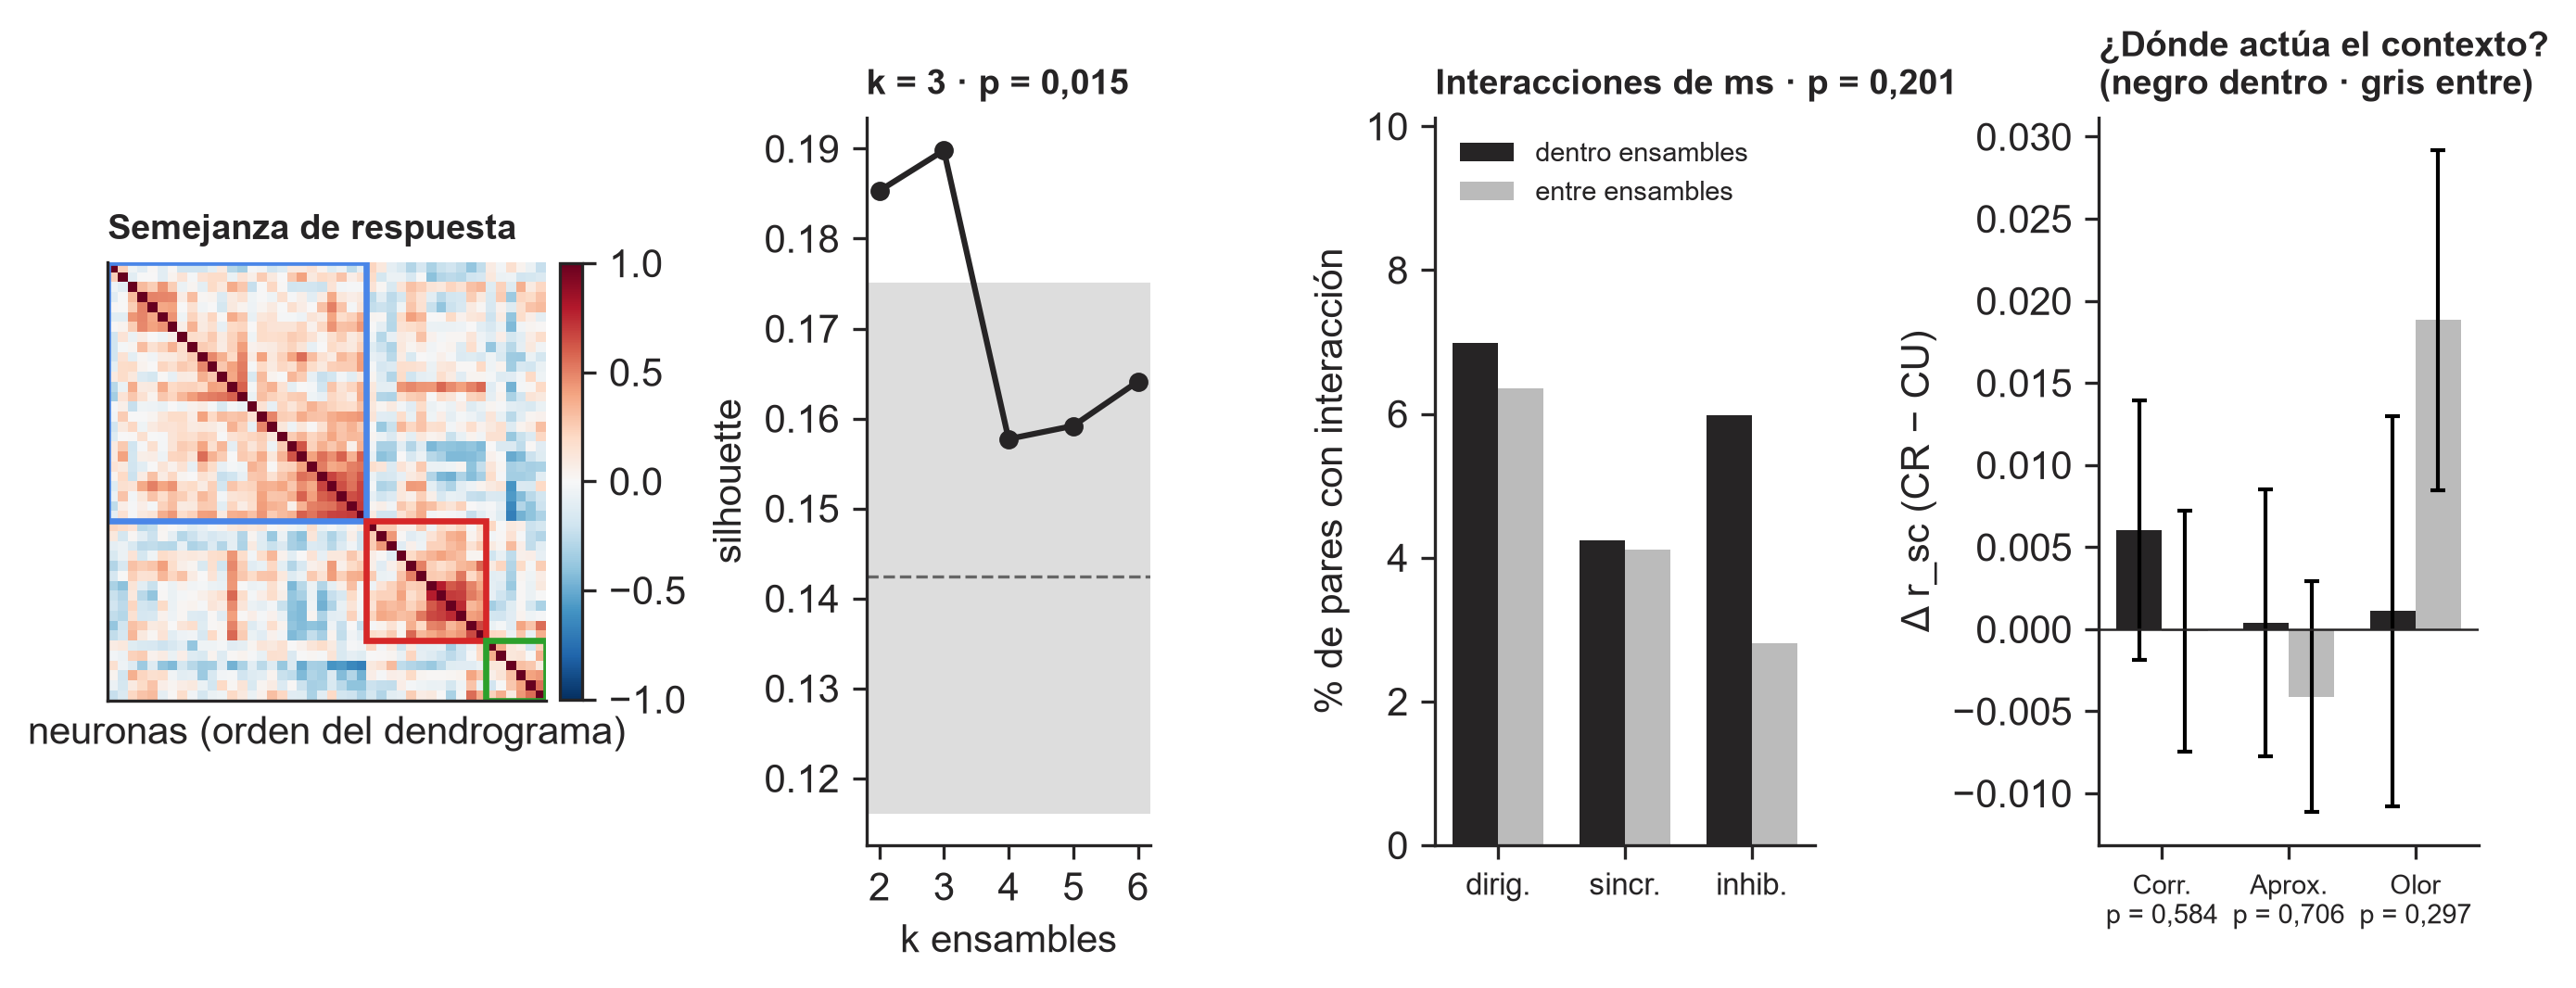 Semejanza de respuesta
1.0
0.5
0.0
−0.5
−1.0
neuronas (orden del dendrograma)
k = 3 · p = 0,015
0.19
0.18
0.17
0.16
0.15
0.14
0.13
0.12
silhouette
2 3 4 5 6
k ensambles
Interacciones de ms · p = 0,201
10
8
6
4
2
0
% de pares con interacción
dentro ensambles
entre ensambles
dirig. sincr. inhib.
¿Dónde actúa el contexto?
(negro dentro · gris entre)
0.030
0.025
0.020
0.015
0.010
0.005
0.000
−0.005
−0.010
Δ r_sc (CR − CU)
Corr. Aprox. Olor
p = 0,584 p = 0,706 p = 0,297